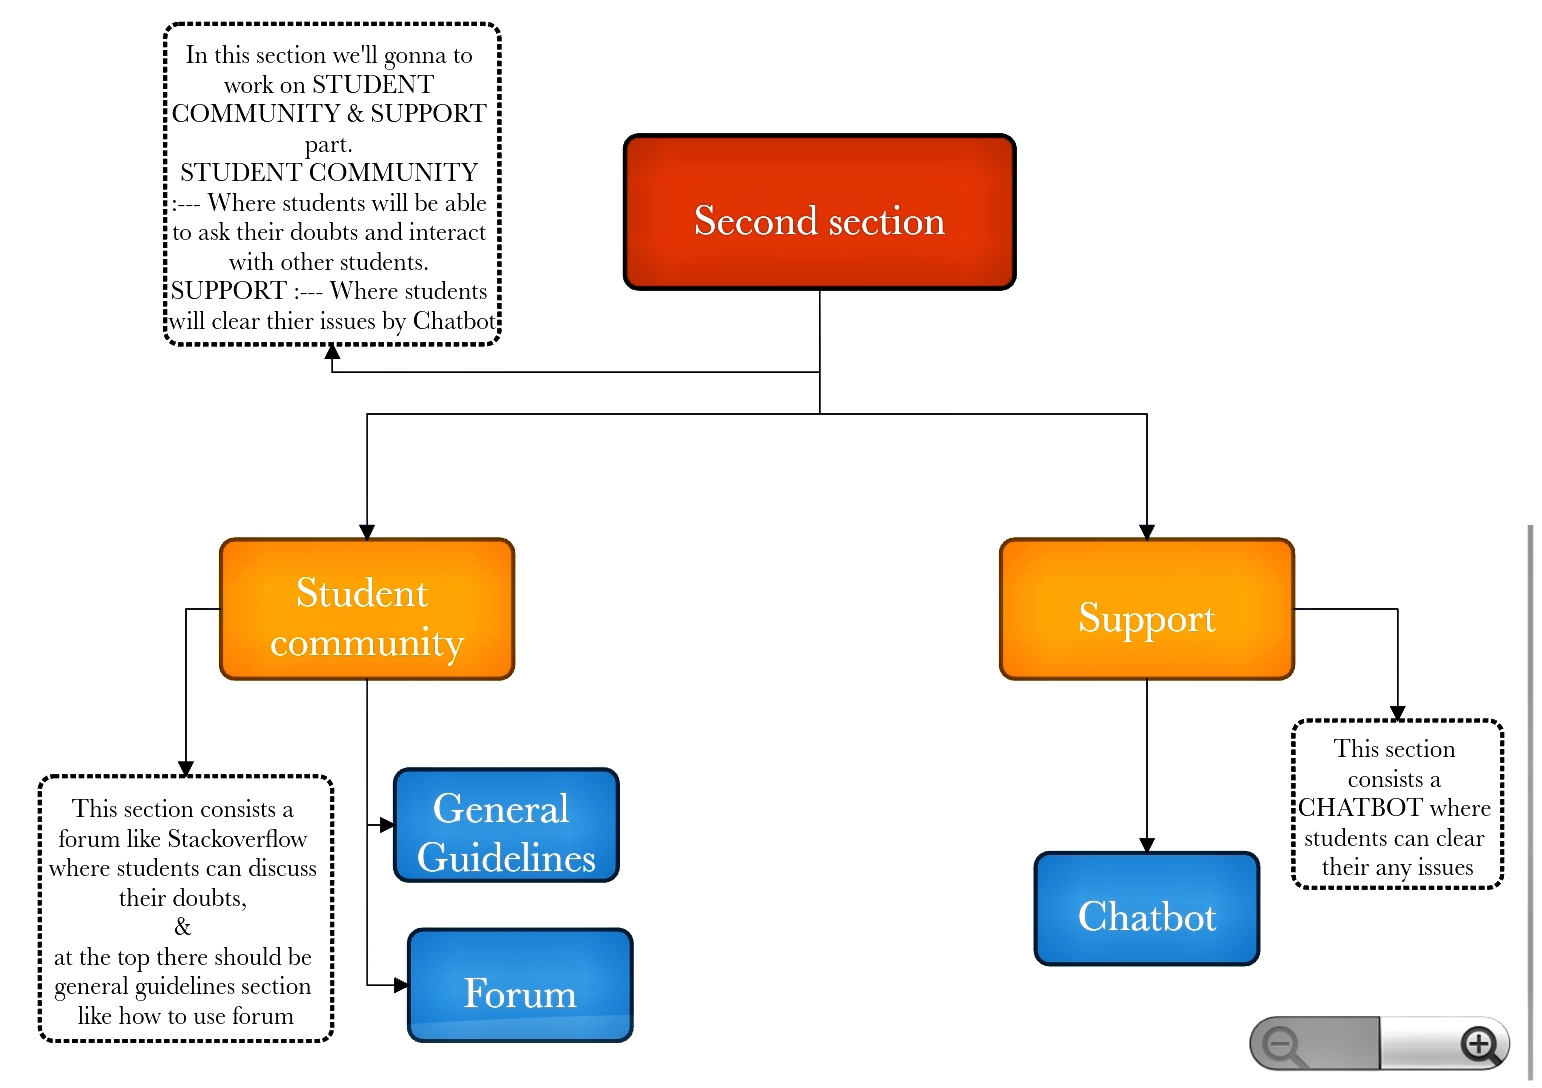 In this section we'll gonna to
work on STUDENT
COMMUNITY & SUPPORT
part.
STUDENT COMMUNITY
:--- Where students will be able
to ask their doubts and interact
with other students.
SUPPORT :--- Where students
will clear thier issues by Chatbot
Second section
Student
community
Support
This section consists a
forum like Stackoverflow
where students can discuss
their doubts,
&
at the top there should be
general guidelines section
like how to use forum
General
Guidelines
Forum
This section
consists a
CHATBOT where
students can clear
their any issues
Chatbot